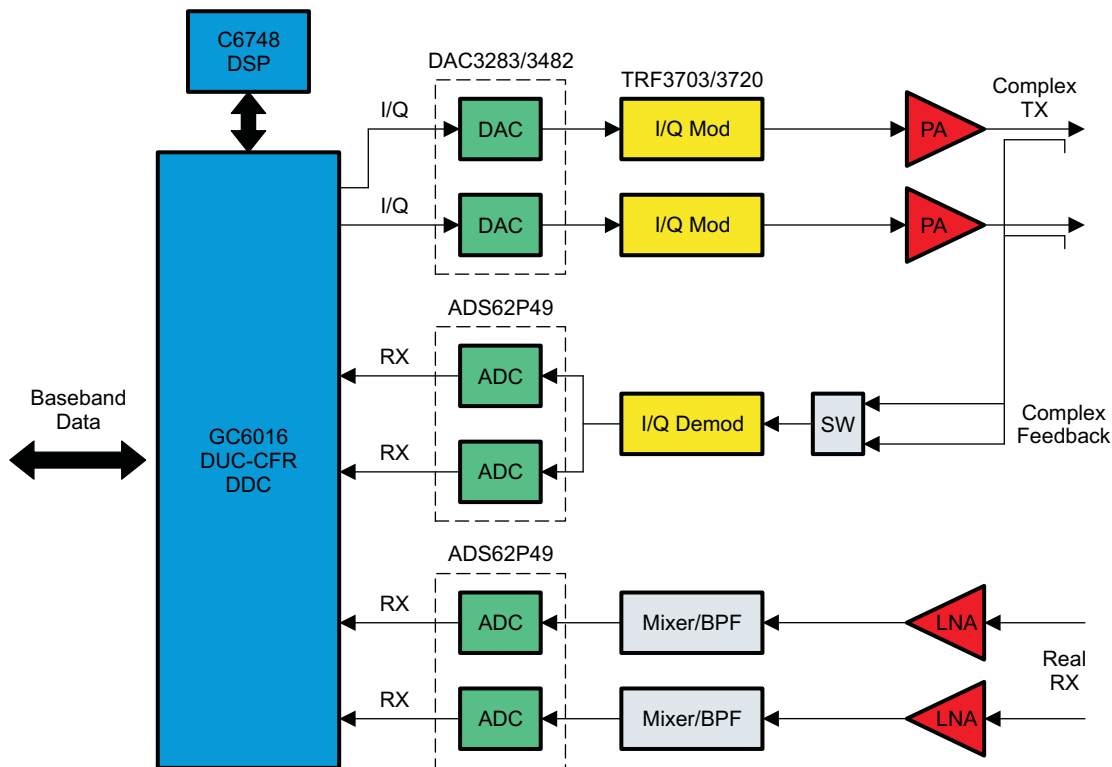 C6748
DSP
DAC3283/3482
TRF3703/3720
Complex
TX
I/Q
DAC
I/Q Mod
PA
I/Q
DAC
I/Q Mod
PA
ADS62P49
RX
ADC
Baseband
Data
GC6016
DUC-CFR
DDC
I/Q Demod
SW
Complex
Feedback
RX
ADC
ADS62P49
RX
ADC
Mixer/BPF
LNA
Real
RX
RX
ADC
Mixer/BPF
LNA